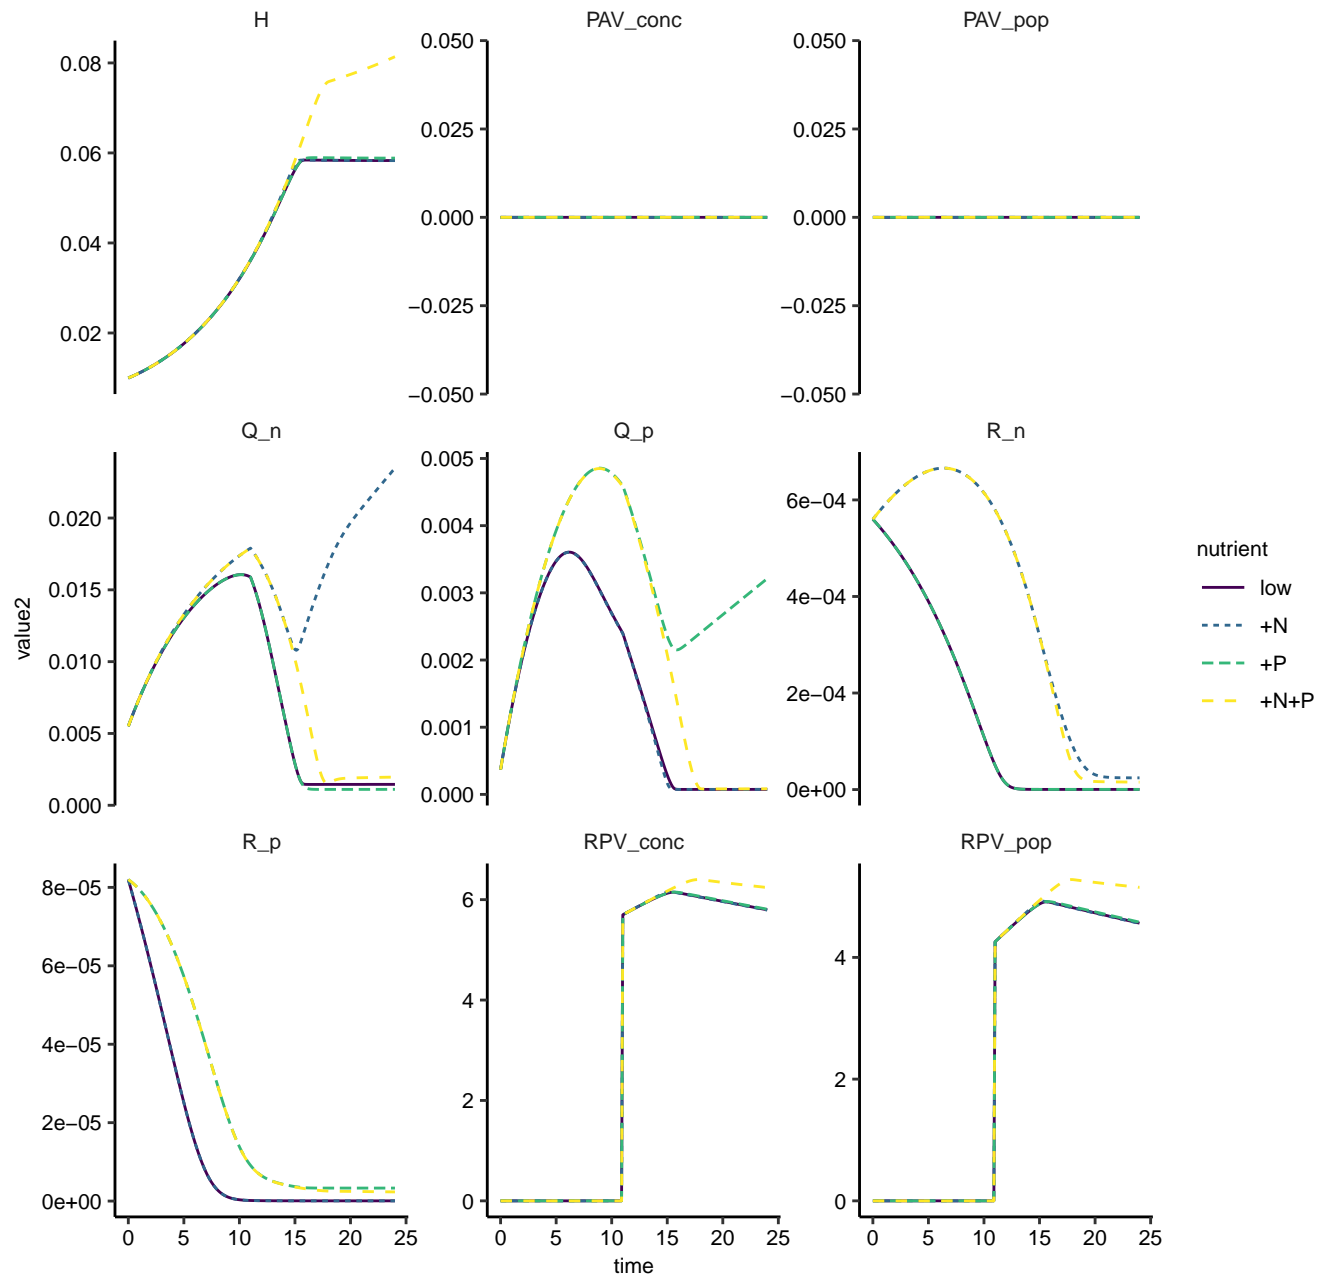 H
PAV_conc
PAV_pop
0.08
0.06
0.04
0.02
0.050
0.025
0.000
−0.025
−0.050
0.050
0.025
0.000
−0.025
−0.050
Q_n
Q_p
R_n
0.020
0.015
0.010
0.005
0.000
0.005
0.004
0.003
0.002
0.001
0.000
6e−04
4e−04
2e−04
0e+00
value2
R_p
RPV_conc
RPV_pop
8e−05
6e−05
4e−05
2e−05
0e+00
6
4
2
0
4
2
0
0 5 10 15 20 25
0 5 10 15 20 25
0 5 10 15 20 25
time
nutrient
low
+N
+P
+N+P